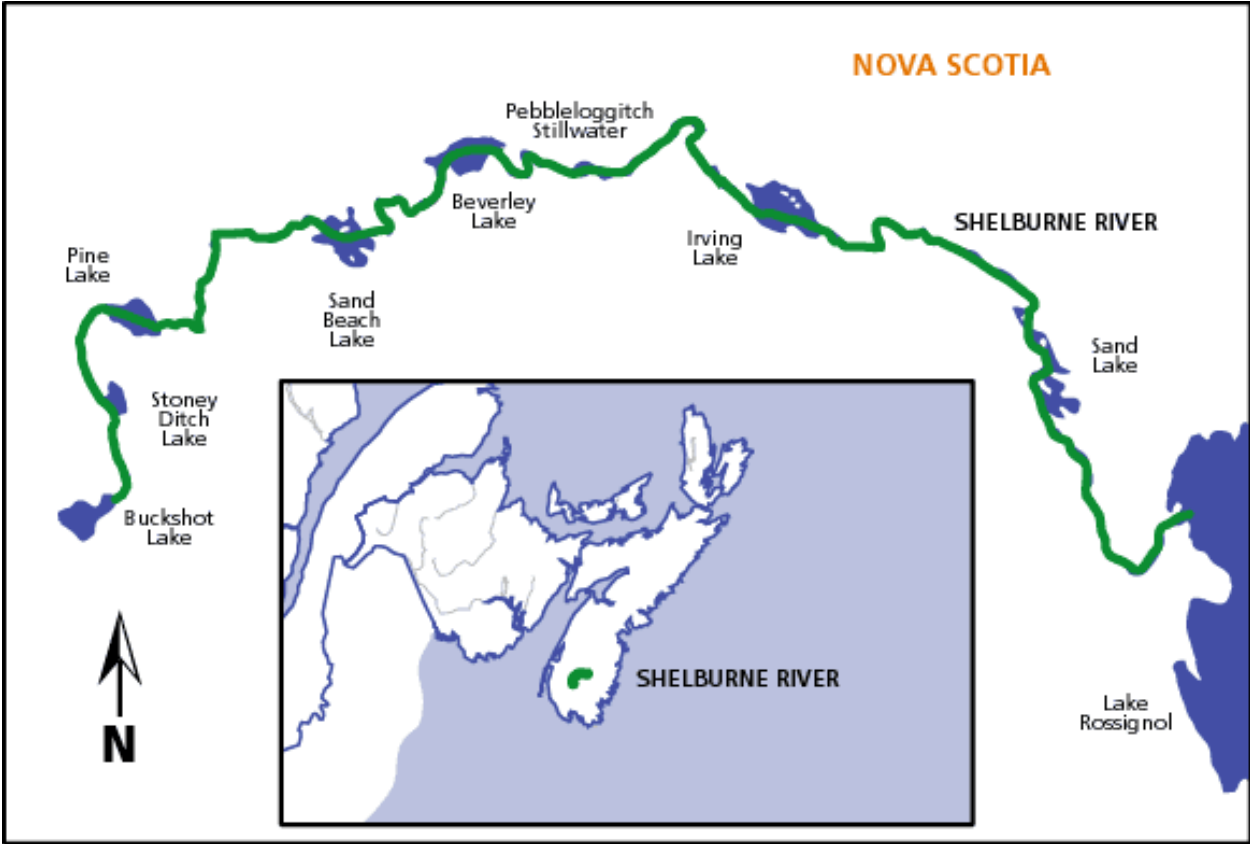 NOVA SCOTIA
Pebbleloggitch
Stillwater
Beverley
Lake
SHELBURNE RIVER
Irving
Lake
Pine
Lake
Sand
Beach
Lake
Sand
Lake
Stoney
Ditch
Lake
Buckshot
Lake
SHELBURNE RIVER
Lake
Rossignol
N